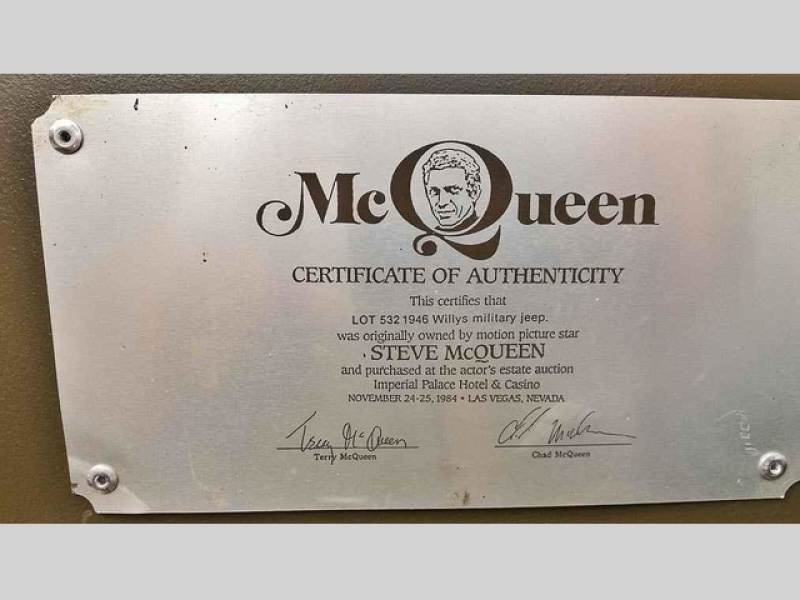 McQueen
CERTIFICATE OF AUTHENTICITY
This certifies that
LOT 532 1946 Willys military jeep.
was originally owned by motion picture star
STEVE McQUEEN
and purchased at the actor's estate auction
Imperial Palace Hotel & Casino
NOVEMBER 24-25, 1984 • LAS VEGAS, NEVADA
Terry McQueen
Terry McQueen
Chad McQueen